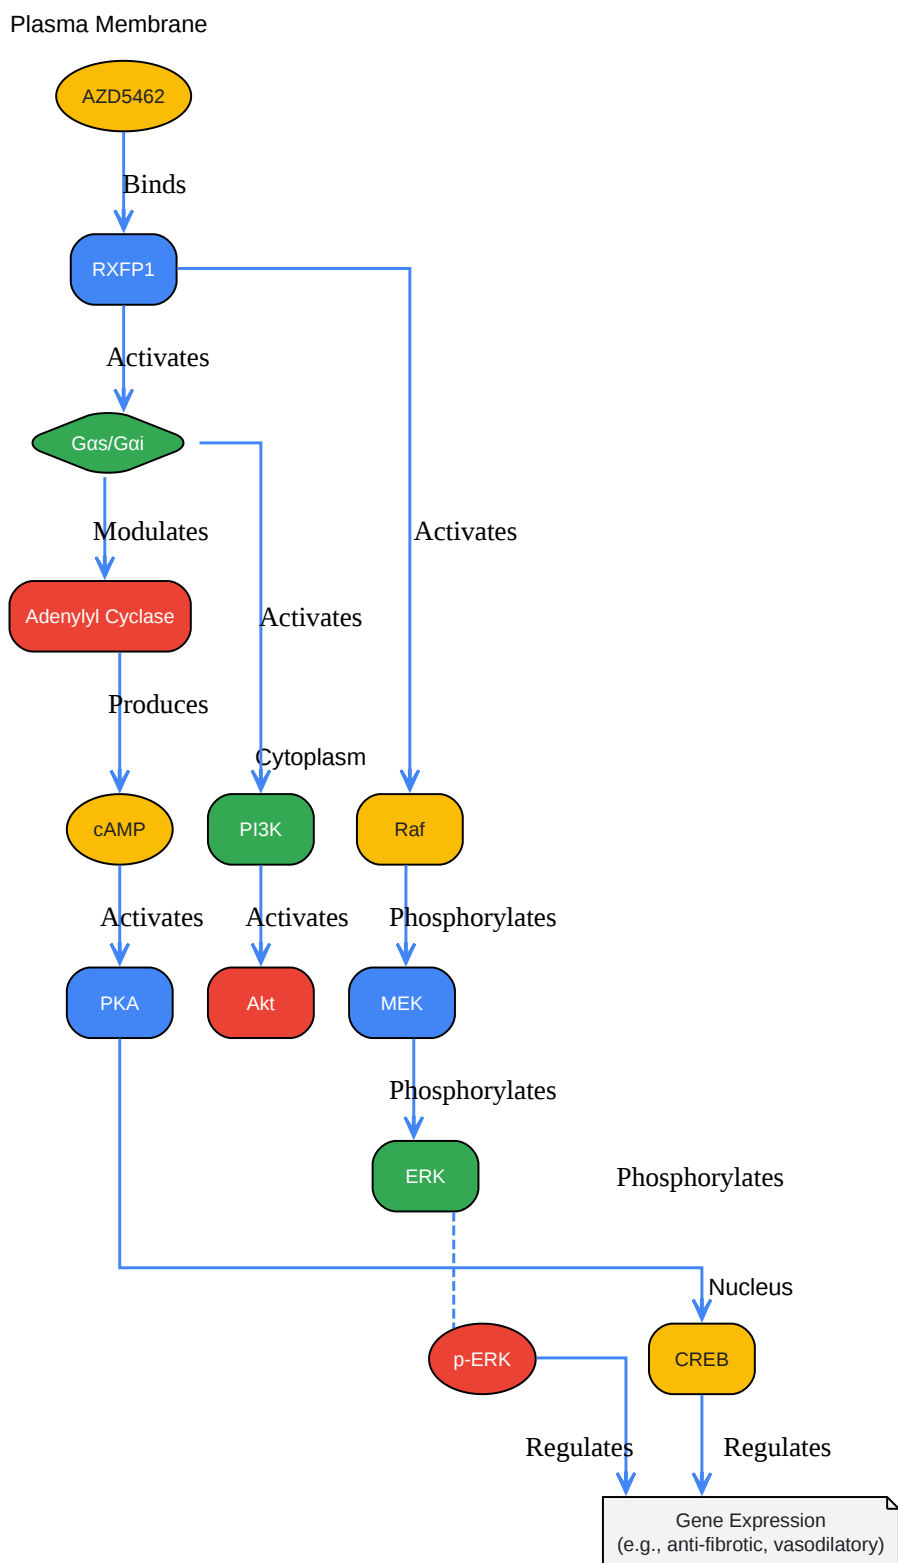 Plasma Membrane
AZD5462
Binds
RXFP1
Activates
Gαs/Gαi
Modulates
Activates
Adenylyl Cyclase
Activates
Produces
Cytoplasm
cAMP
PI3K
Raf
Activates
Activates
Phosphorylates
PKA
Akt
MEK
Phosphorylates
ERK
Phosphorylates
Nucleus
p-ERK
CREB
Regulates
Regulates
Gene Expression
(e.g., anti-fibrotic, vasodilatory)